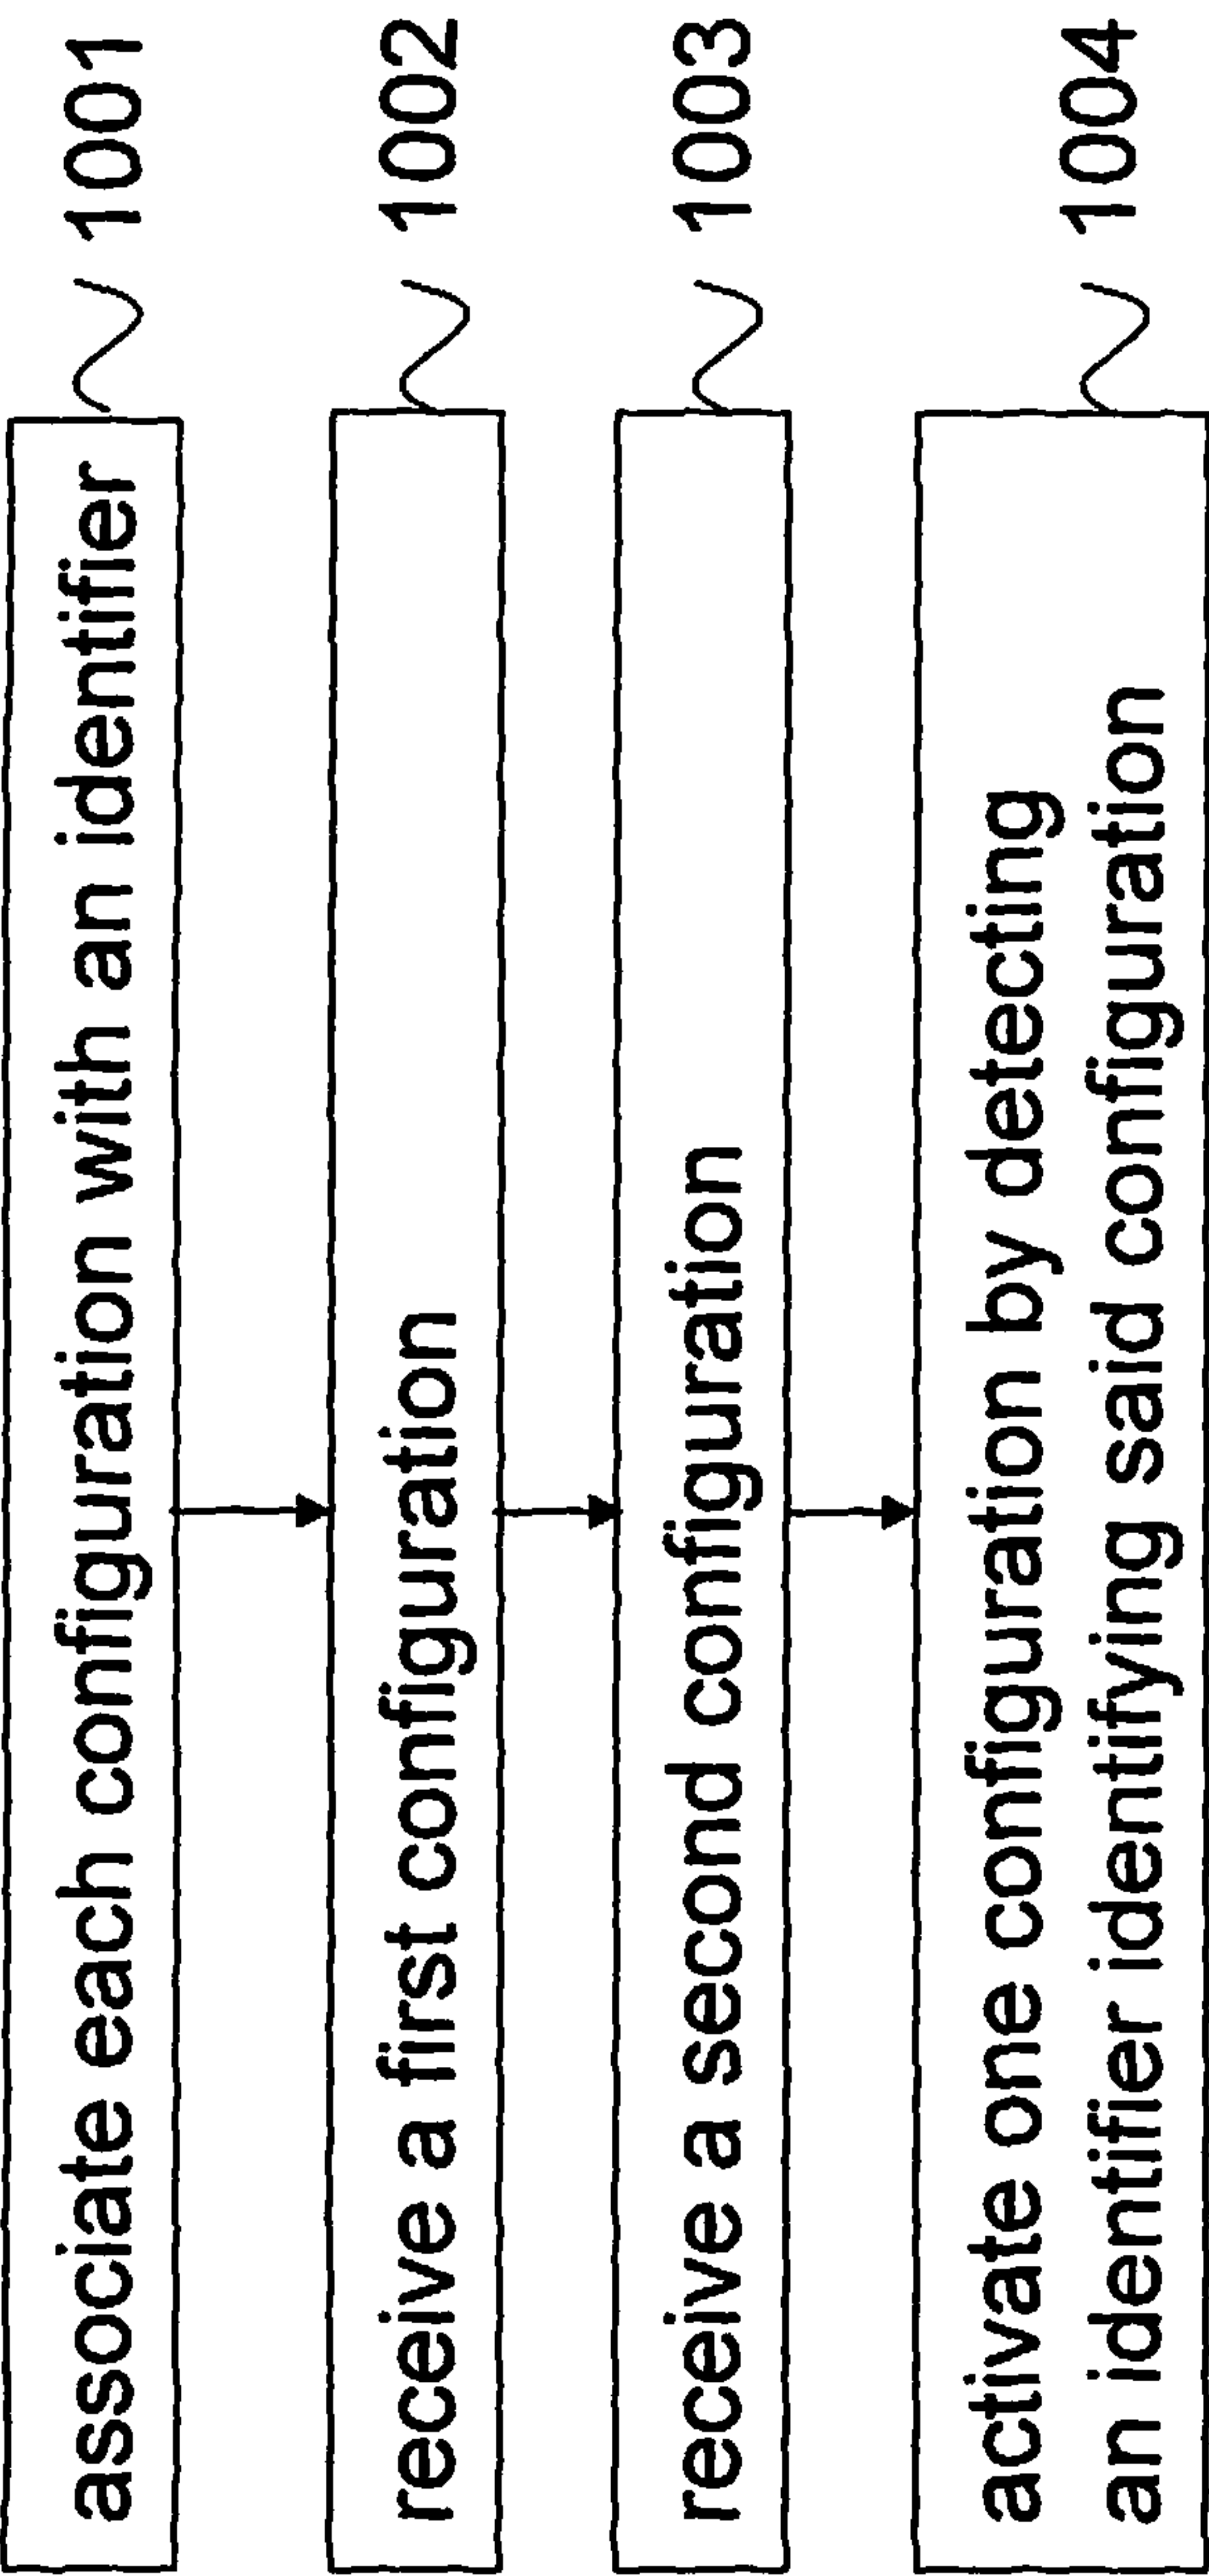 associate each configuration with an identifier 1001
receive a first configuration 1002
receive a second configuration 1003
activate one configuration by detecting
an identifier identifying said configuration 1004